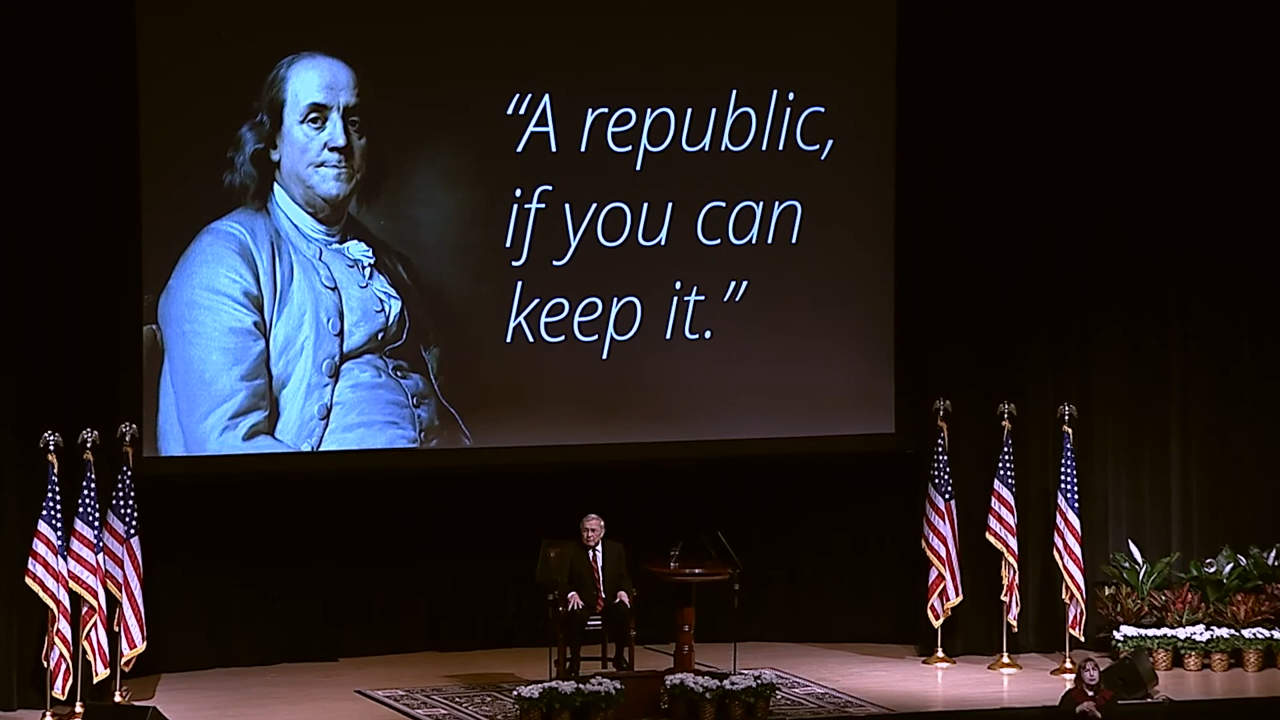 “A republic,
if you can
keep it.”